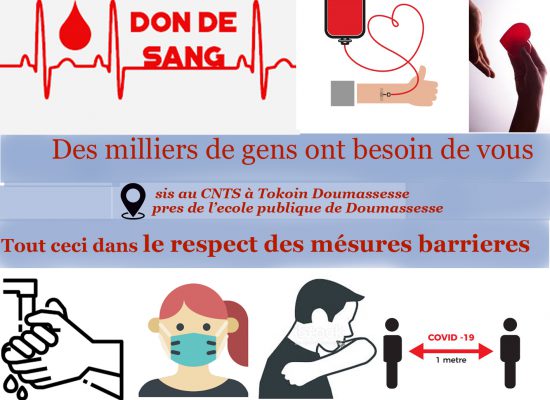 DON DE
SANG
Des milliers de gens ont besoin de vous
sis au CNTS à Tokoin Doumassesse
pres de l'ecole publique de Doumassesse
Tout ceci dans le respect des mésures barrieres
COVID -19
1 metre